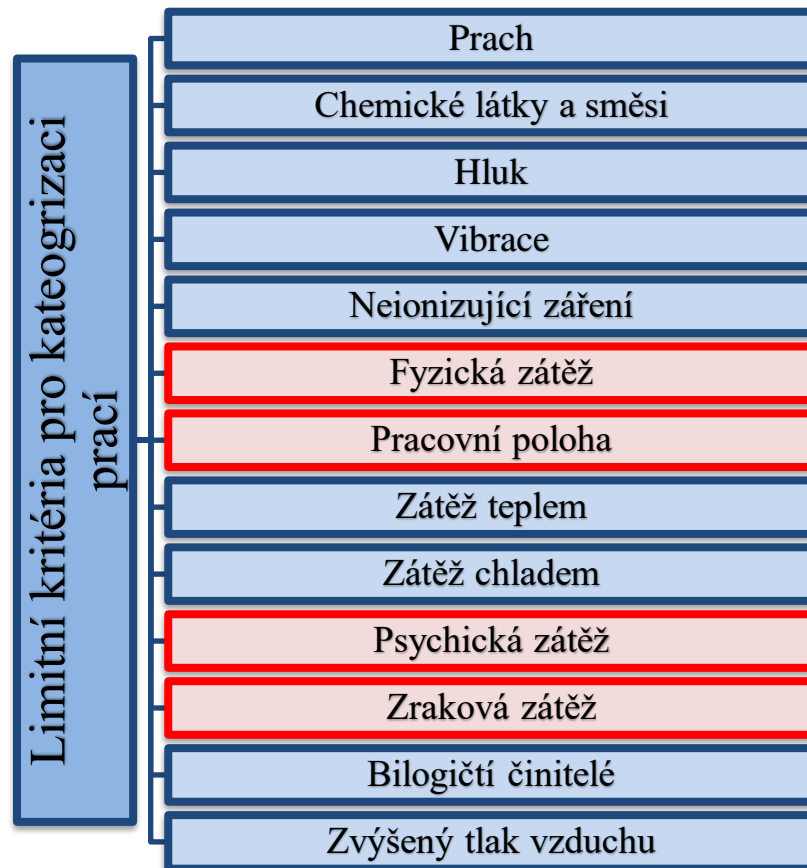 Limitní kritéria pro kateogrizaci
prací
Prach
Chemické látky a směsi
Hluk
Vibrace
Neionizující záření
Fyzická zátěž
Pracovní poloha
Zátěž teplem
Zátěž chladem
Psychická zátěž
Zraková zátěž
Bilogičtí činitelé
Zvýšený tlak vzduchu